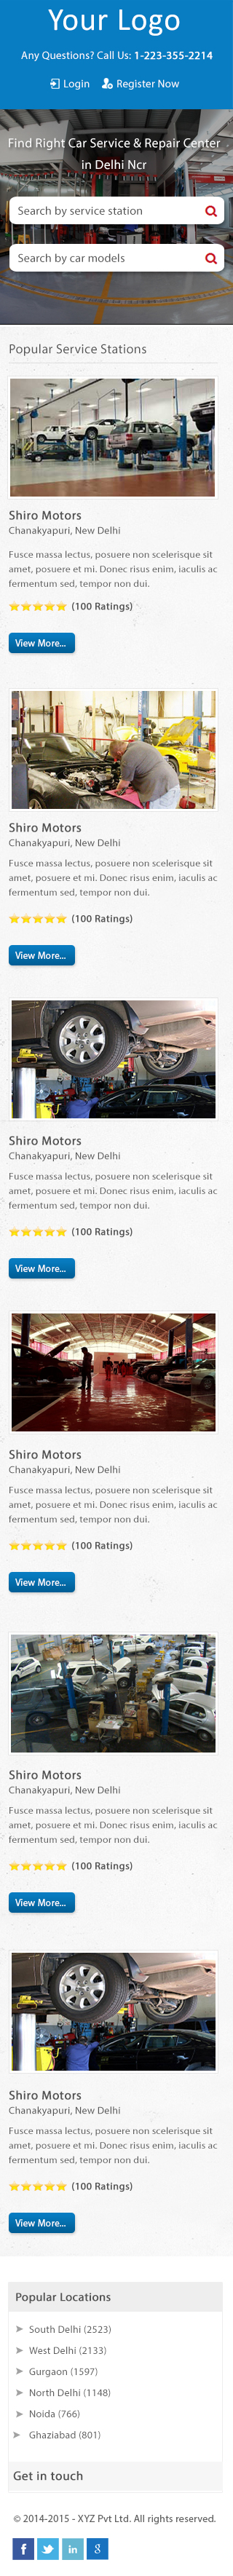 Your Logo
Any Questions? Call Us: 1-223-355-2214
Login Register Now
Find Right Car Service & Repair Center
in Delhi Ncr
Search by service station
Search by car models
Popular Service Stations
Shiro Motors
Chanakyapuri, New Delhi
Fusce massa lectus, posuere non scelerisque sit
amet, posuere et mi. Donec risus enim, iaculis ac
fermentum sed, tempor non dui.
(100 Ratings)
View More...
Shiro Motors
Chanakyapuri, New Delhi
Fusce massa lectus, posuere non scelerisque sit
amet, posuere et mi. Donec risus enim, iaculis ac
fermentum sed, tempor non dui.
(100 Ratings)
View More...
Shiro Motors
Chanakyapuri, New Delhi
Fusce massa lectus, posuere non scelerisque sit
amet, posuere et mi. Donec risus enim, iaculis ac
fermentum sed, tempor non dui.
(100 Ratings)
View More...
Shiro Motors
Chanakyapuri, New Delhi
Fusce massa lectus, posuere non scelerisque sit
amet, posuere et mi. Donec risus enim, iaculis ac
fermentum sed, tempor non dui.
(100 Ratings)
View More...
Shiro Motors
Chanakyapuri, New Delhi
Fusce massa lectus, posuere non scelerisque sit
amet, posuere et mi. Donec risus enim, iaculis ac
fermentum sed, tempor non dui.
(100 Ratings)
View More...
Shiro Motors
Chanakyapuri, New Delhi
Fusce massa lectus, posuere non scelerisque sit
amet, posuere et mi. Donec risus enim, iaculis ac
fermentum sed, tempor non dui.
(100 Ratings)
View More...
Popular Locations
South Delhi (2523)
West Delhi (2133)
Gurgaon (1597)
North Delhi (1148)
Noida (766)
Ghaziabad (801)
Get in touch
© 2014-2015 - XYZ Pvt Ltd. All rights reserved.
f in g